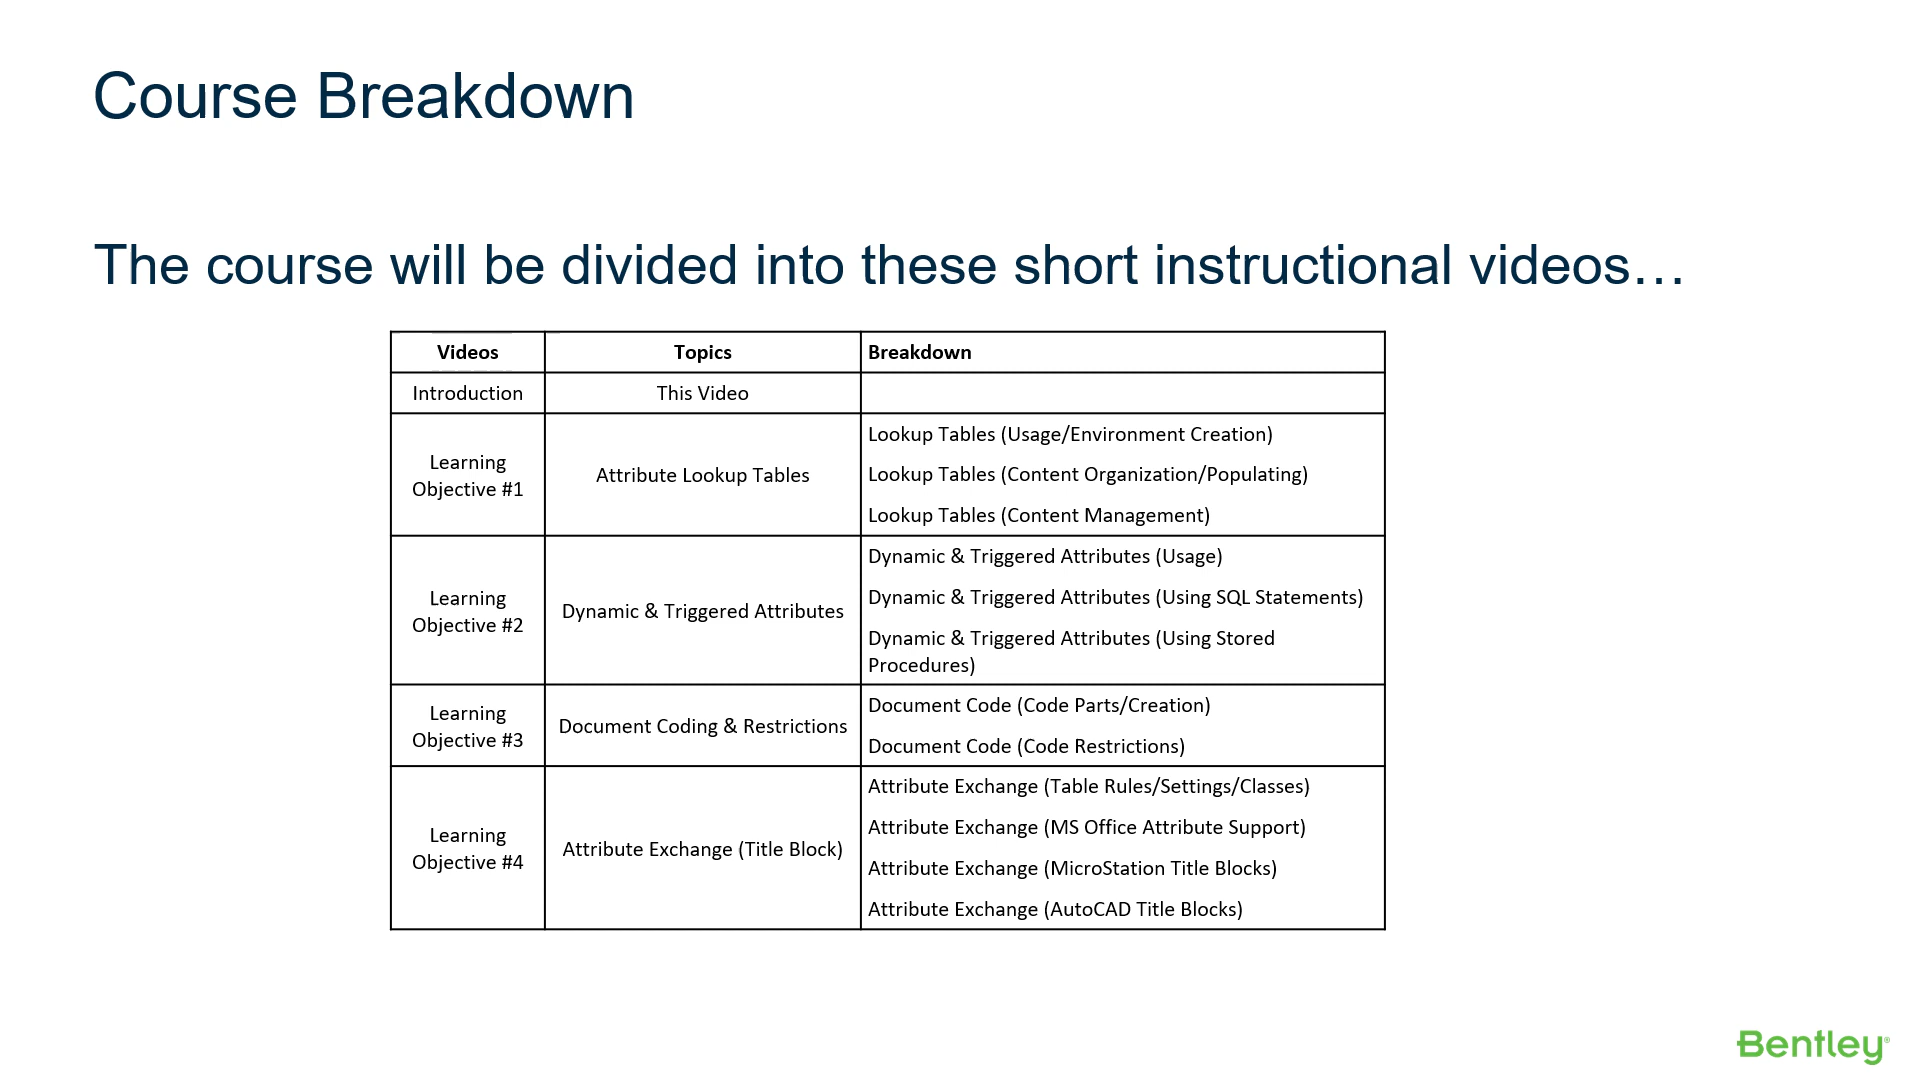 Course Breakdown
The course will be divided into these short instructional videos…
Videos Topics Breakdown
Introduction This Video
Learning
Objective #1
Attribute Lookup Tables
Lookup Tables (Usage/Environment Creation)
Lookup Tables (Content Organization/Populating)
Lookup Tables (Content Management)
Learning
Objective #2
Dynamic & Triggered Attributes
Dynamic & Triggered Attributes (Usage)
Dynamic & Triggered Attributes (Using SQL Statements)
Dynamic & Triggered Attributes (Using Stored
Procedures)
Learning
Objective #3
Document Coding & Restrictions
Document Code (Code Parts/Creation)
Document Code (Code Restrictions)
Learning
Objective #4
Attribute Exchange (Title Block)
Attribute Exchange (Table Rules/Settings/Classes)
Attribute Exchange (MS Office Attribute Support)
Attribute Exchange (MicroStation Title Blocks)
Attribute Exchange (AutoCAD Title Blocks)
Bentley®